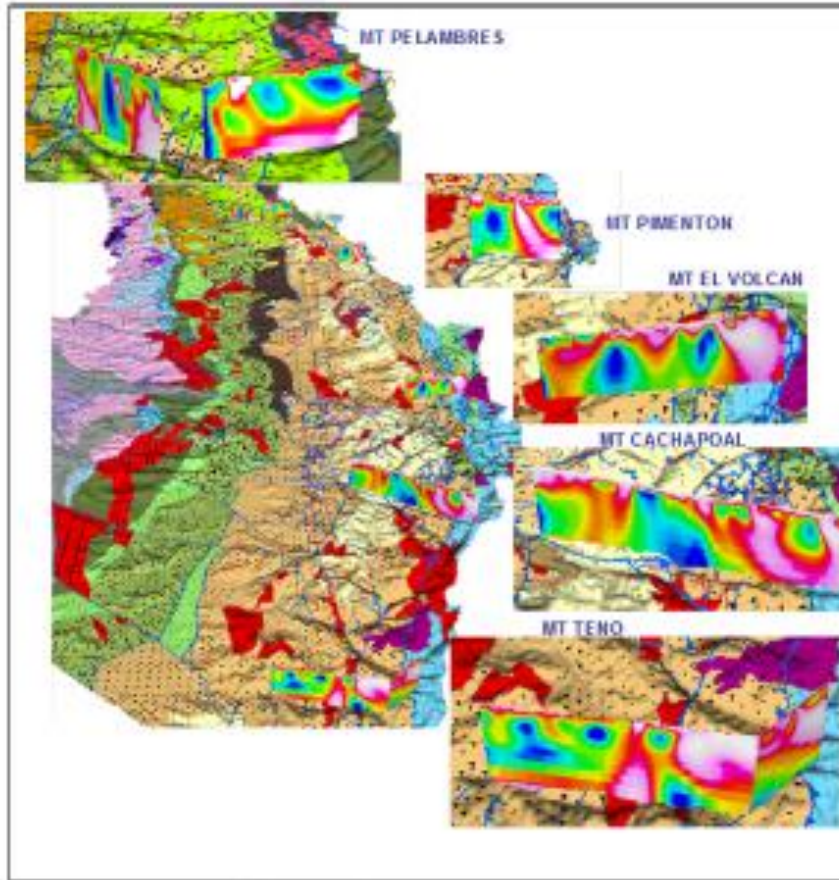 MT PELAMBRES
MT PIMENTON
MT EL VOLCAN
MT CACHAPOAL
MT TENO